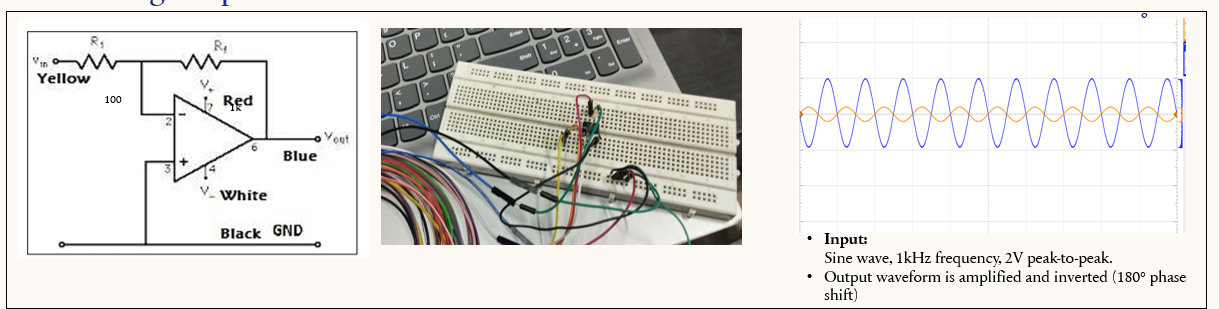 R₁
Rf
Vin
Yellow
100
V+
Red
7
1k
2
6
Vout
Blue
3
4
V-
White
Black GND
Enter
• Input:
Sine wave, 1kHz frequency, 2V peak-to-peak.
• Output waveform is amplified and inverted (180° phase
shift)